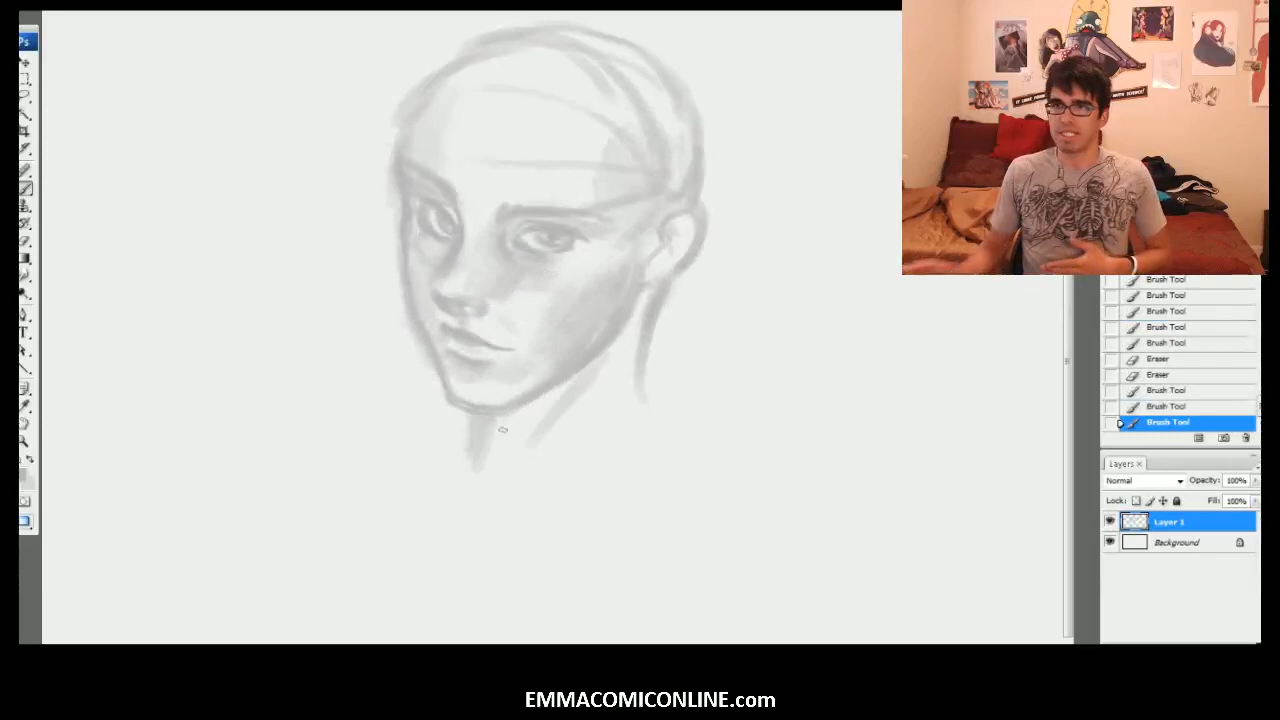 Ps
Brush Tool
Brush Tool
Brush Tool
Brush Tool
Brush Tool
Eraser
Eraser
Brush Tool
Brush Tool
Brush Tool
Layers ×
Normal
Opacity: 100%
Lock:
Fill: 100%
Layer 1
Background
EMMACOMICONLINE.com